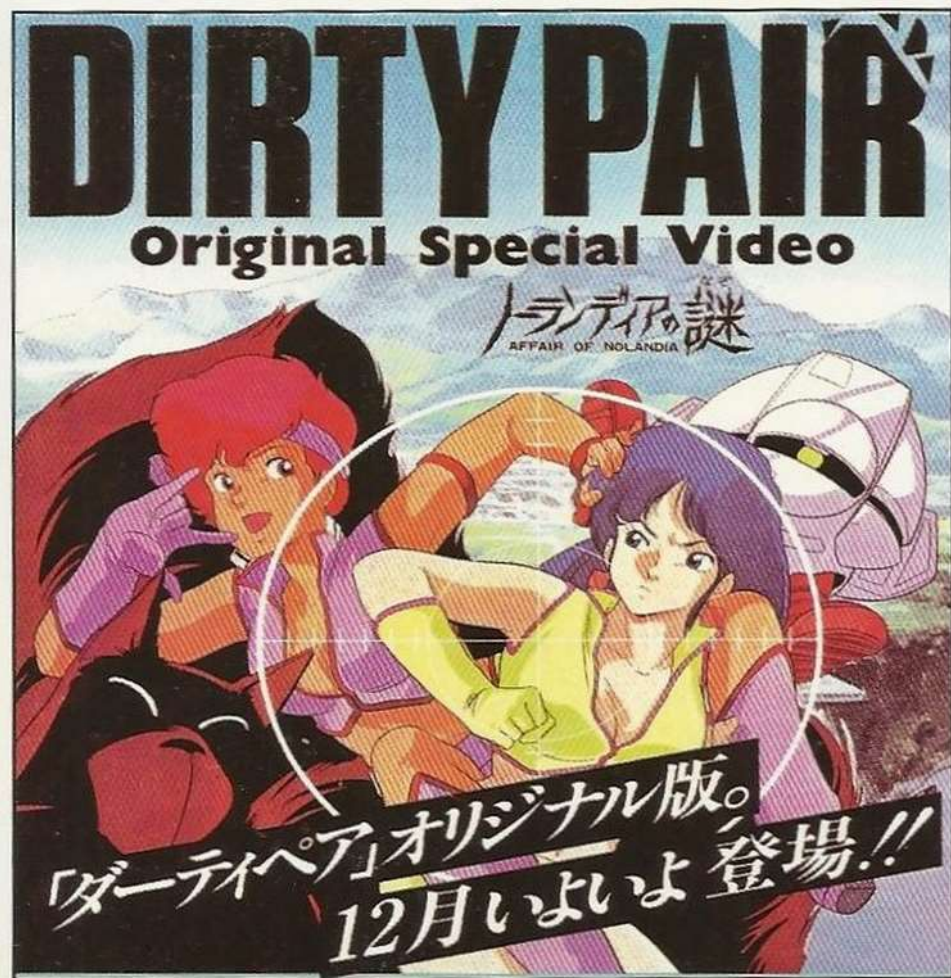 DIRTY PAIR
Original Special Video
ノーランディアの謎
なぞ
AFFAIR OF NOLANDIA
「ダーティペア」オリジナル版。
12月いよいよ登場!!